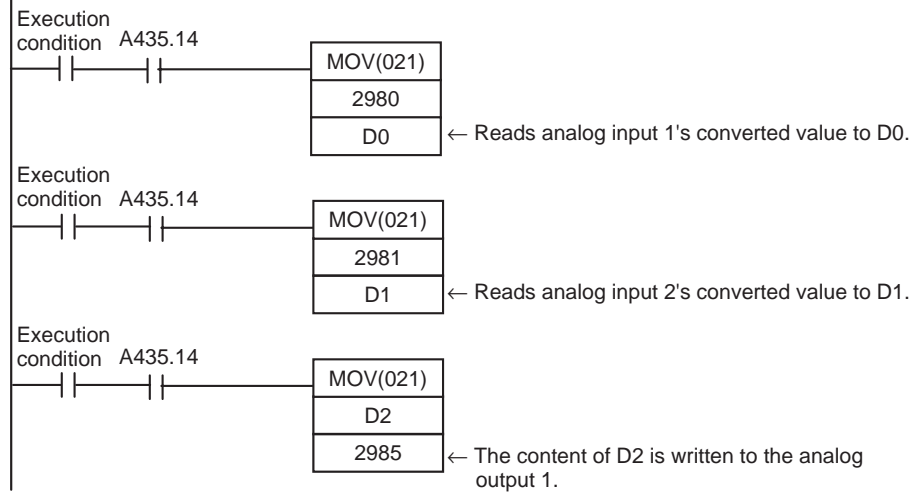 Execution
condition A435.14
MOV(021)
2980
D0
← Reads analog input 1's converted value to D0.
Execution
condition A435.14
MOV(021)
2981
D1
← Reads analog input 2's converted value to D1.
Execution
condition A435.14
MOV(021)
D2
2985
← The content of D2 is written to the analog
output 1.